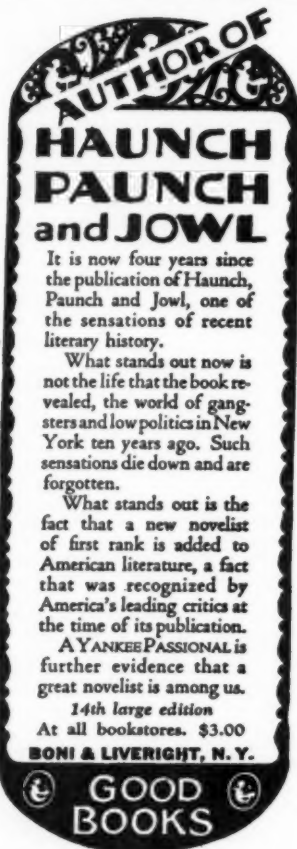 AUTHOR OF
HAUNCH
PAUNCH
and JOWL
It is now four years since
the publication of Haunch,
Paunch and Jowl, one of
the sensations of recent
literary history.
What stands out now is
not the life that the book re-
vealed, the world of gang-
sters and low politics in New
York ten years ago. Such
sensations die down and are
forgotten.
What stands out is the
fact that a new novelist
of first rank is added to
American literature, a fact
that was recognized by
America's leading critics at
the time of its publication.
A YANKEE PASSIONAL is
further evidence that a
great novelist is among us.
14th large edition
At all bookstores. $3.00
BONI & LIVERIGHT, N. Y.
GOOD
BOOKS